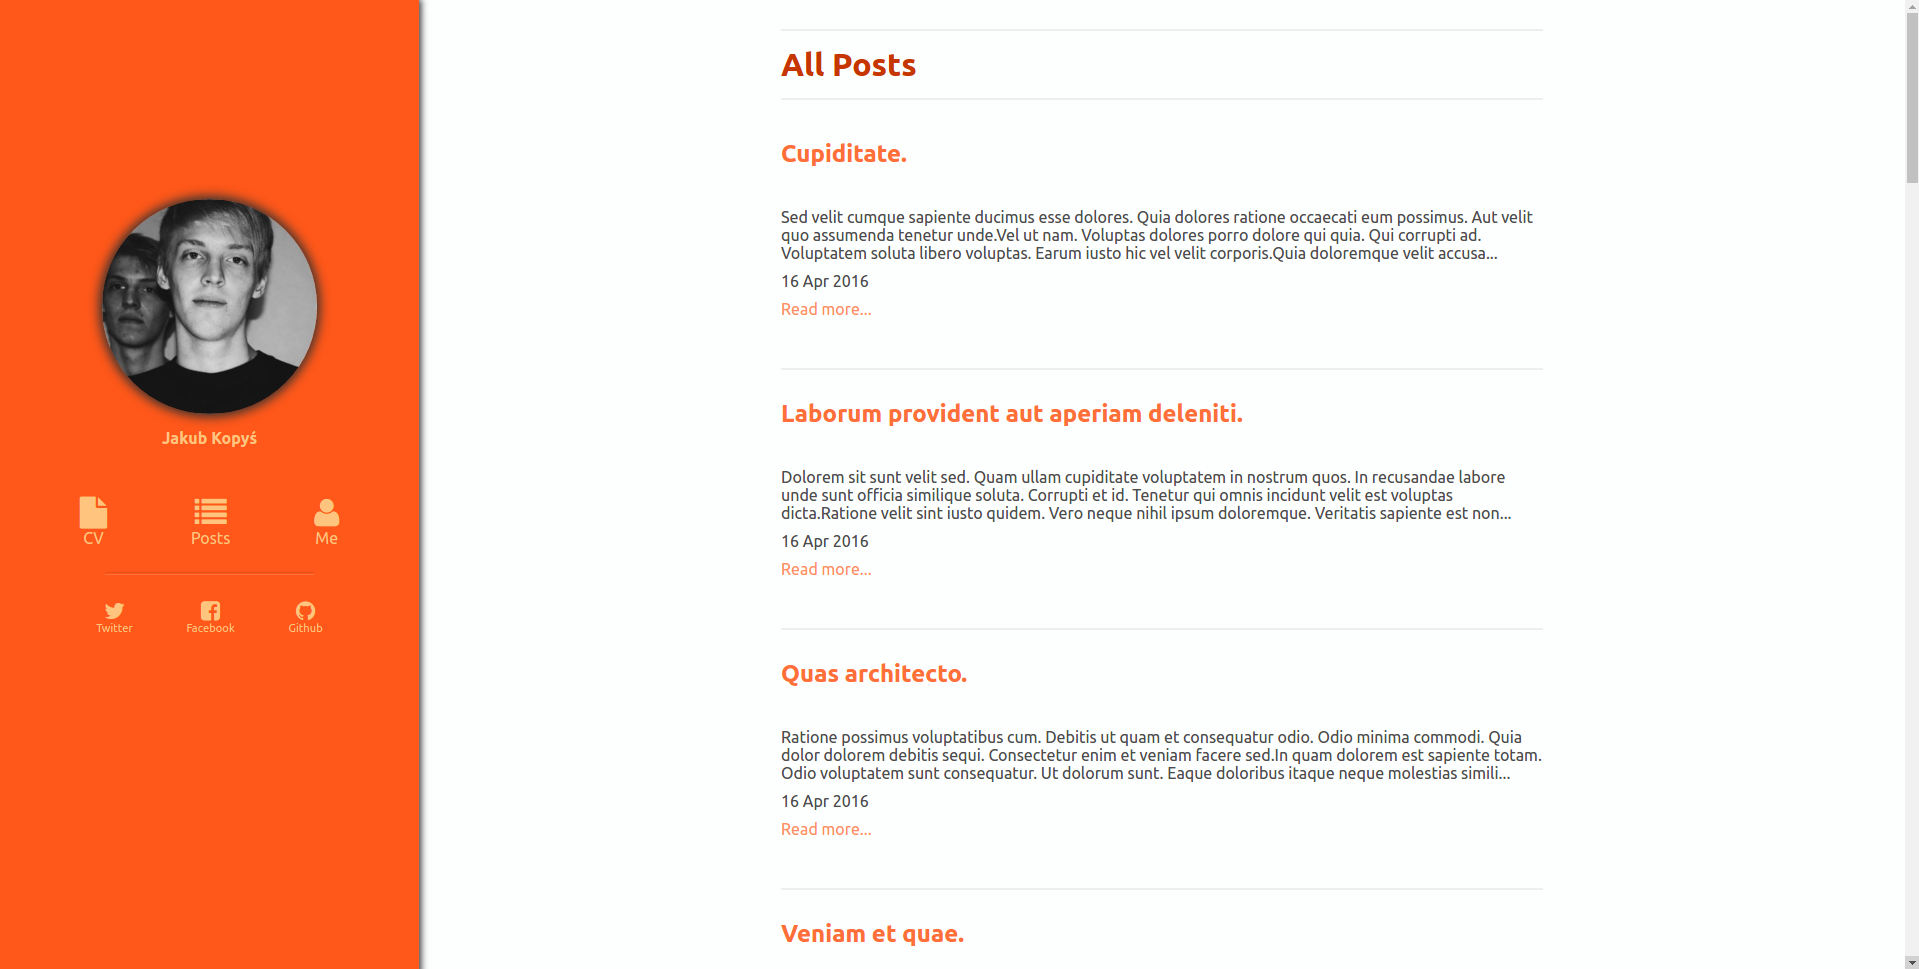 Jakub Kopyś
CV
Posts
Me
Twitter
Facebook
Github
All Posts
Cupiditate.
Sed velit cumque sapiente ducimus esse dolores. Quia dolores ratione occaecati eum possimus. Aut velit
quo assumenda tenetur unde.Vel ut nam. Voluptas dolores porro dolore qui quia. Qui corrupti ad.
Voluptatem soluta libero voluptas. Earum iusto hic vel velit corporis.Quia doloremque velit accusa...
16 Apr 2016
Read more...
Laborum provident aut aperiam deleniti.
Dolorem sit sunt velit sed. Quam ullam cupiditate voluptatem in nostrum quos. In recusandae labore
unde sunt officia similique soluta. Corrupti et id. Tenetur qui omnis incidunt velit est voluptas
dicta.Ratione velit sint iusto quidem. Vero neque nihil ipsum doloremque. Veritatis sapiente est non...
16 Apr 2016
Read more...
Quas architecto.
Ratione possimus voluptatibus cum. Debitis ut quam et consequatur odio. Odio minima commodi. Quia
dolor dolorem debitis sequi. Consectetur enim et veniam facere sed.In quam dolorem est sapiente totam.
Odio voluptatem sunt consequatur. Ut dolorum sunt. Eaque doloribus itaque neque molestias simili...
16 Apr 2016
Read more...
Veniam et quae.